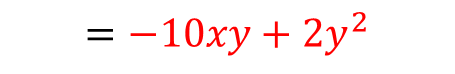 = −10xy + 2y²